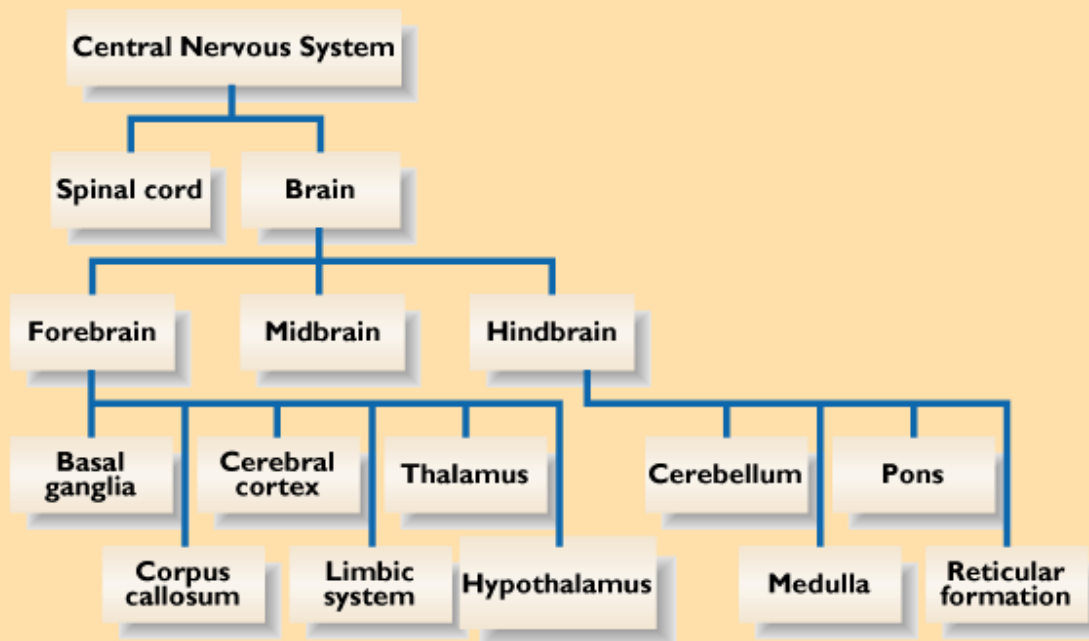 Central Nervous System
Spinal cord
Brain
Forebrain
Midbrain
Hindbrain
Basal
ganglia
Cerebral
cortex
Thalamus
Cerebellum
Pons
Corpus
callosum
Limbic
system
Hypothalamus
Medulla
Reticular
formation